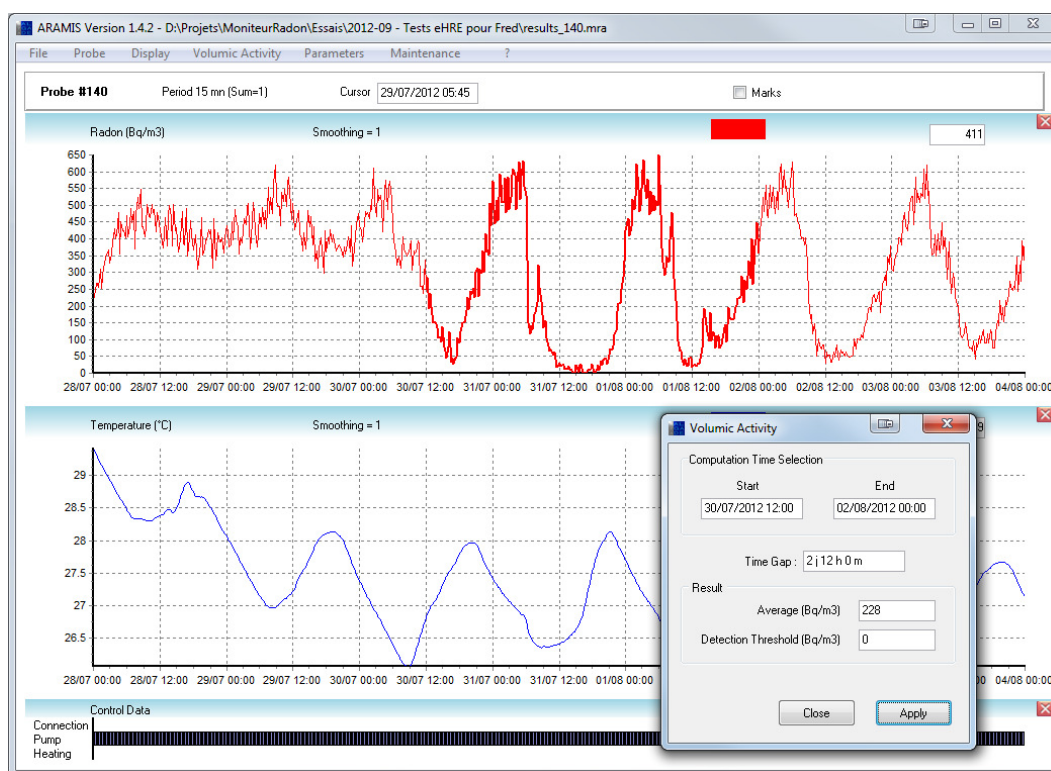 ARAMIS Version 1.4.2 - D:\Projets\MoniteurRadon\Essais\2012-09 - Tests eHRE pour Fred\results_140.mra
File Probe Display Volumic Activity Parameters Maintenance ?
Probe #140 Period 15 mn (Sum=1) Cursor 29/07/2012 05:45 Marks
Radon (Bq/m3) Smoothing = 1 411
650
600
550
500
450
400
350
300
250
200
150
100
50
0
28/07 00:00 28/07 12:00 29/07 00:00 29/07 12:00 30/07 00:00 30/07 12:00 31/07 00:00 31/07 12:00 01/08 00:00 01/08 12:00 02/08 00:00 02/08 12:00 03/08 00:00 03/08 12:00 04/08 00:00
Temperature (°C) Smoothing = 1 9
29
28.5
28
27.5
27
26.5
28/07 00:00 28/07 12:00 29/07 00:00 29/07 12:00 30/07 00:00 30/07 12:00 31/07 00:00 31/07 12:00 01/08 00:00 00 03/08 12:00 04/08 00:00
Volumic Activity
Computation Time Selection
Start End
30/07/2012 12:00 02/08/2012 00:00
Time Gap : 2 j 12 h 0 m
Result
Average (Bq/m3) 228
Detection Threshold (Bq/m3) 0
Close Apply
Control Data
Connection
Pump
Heating